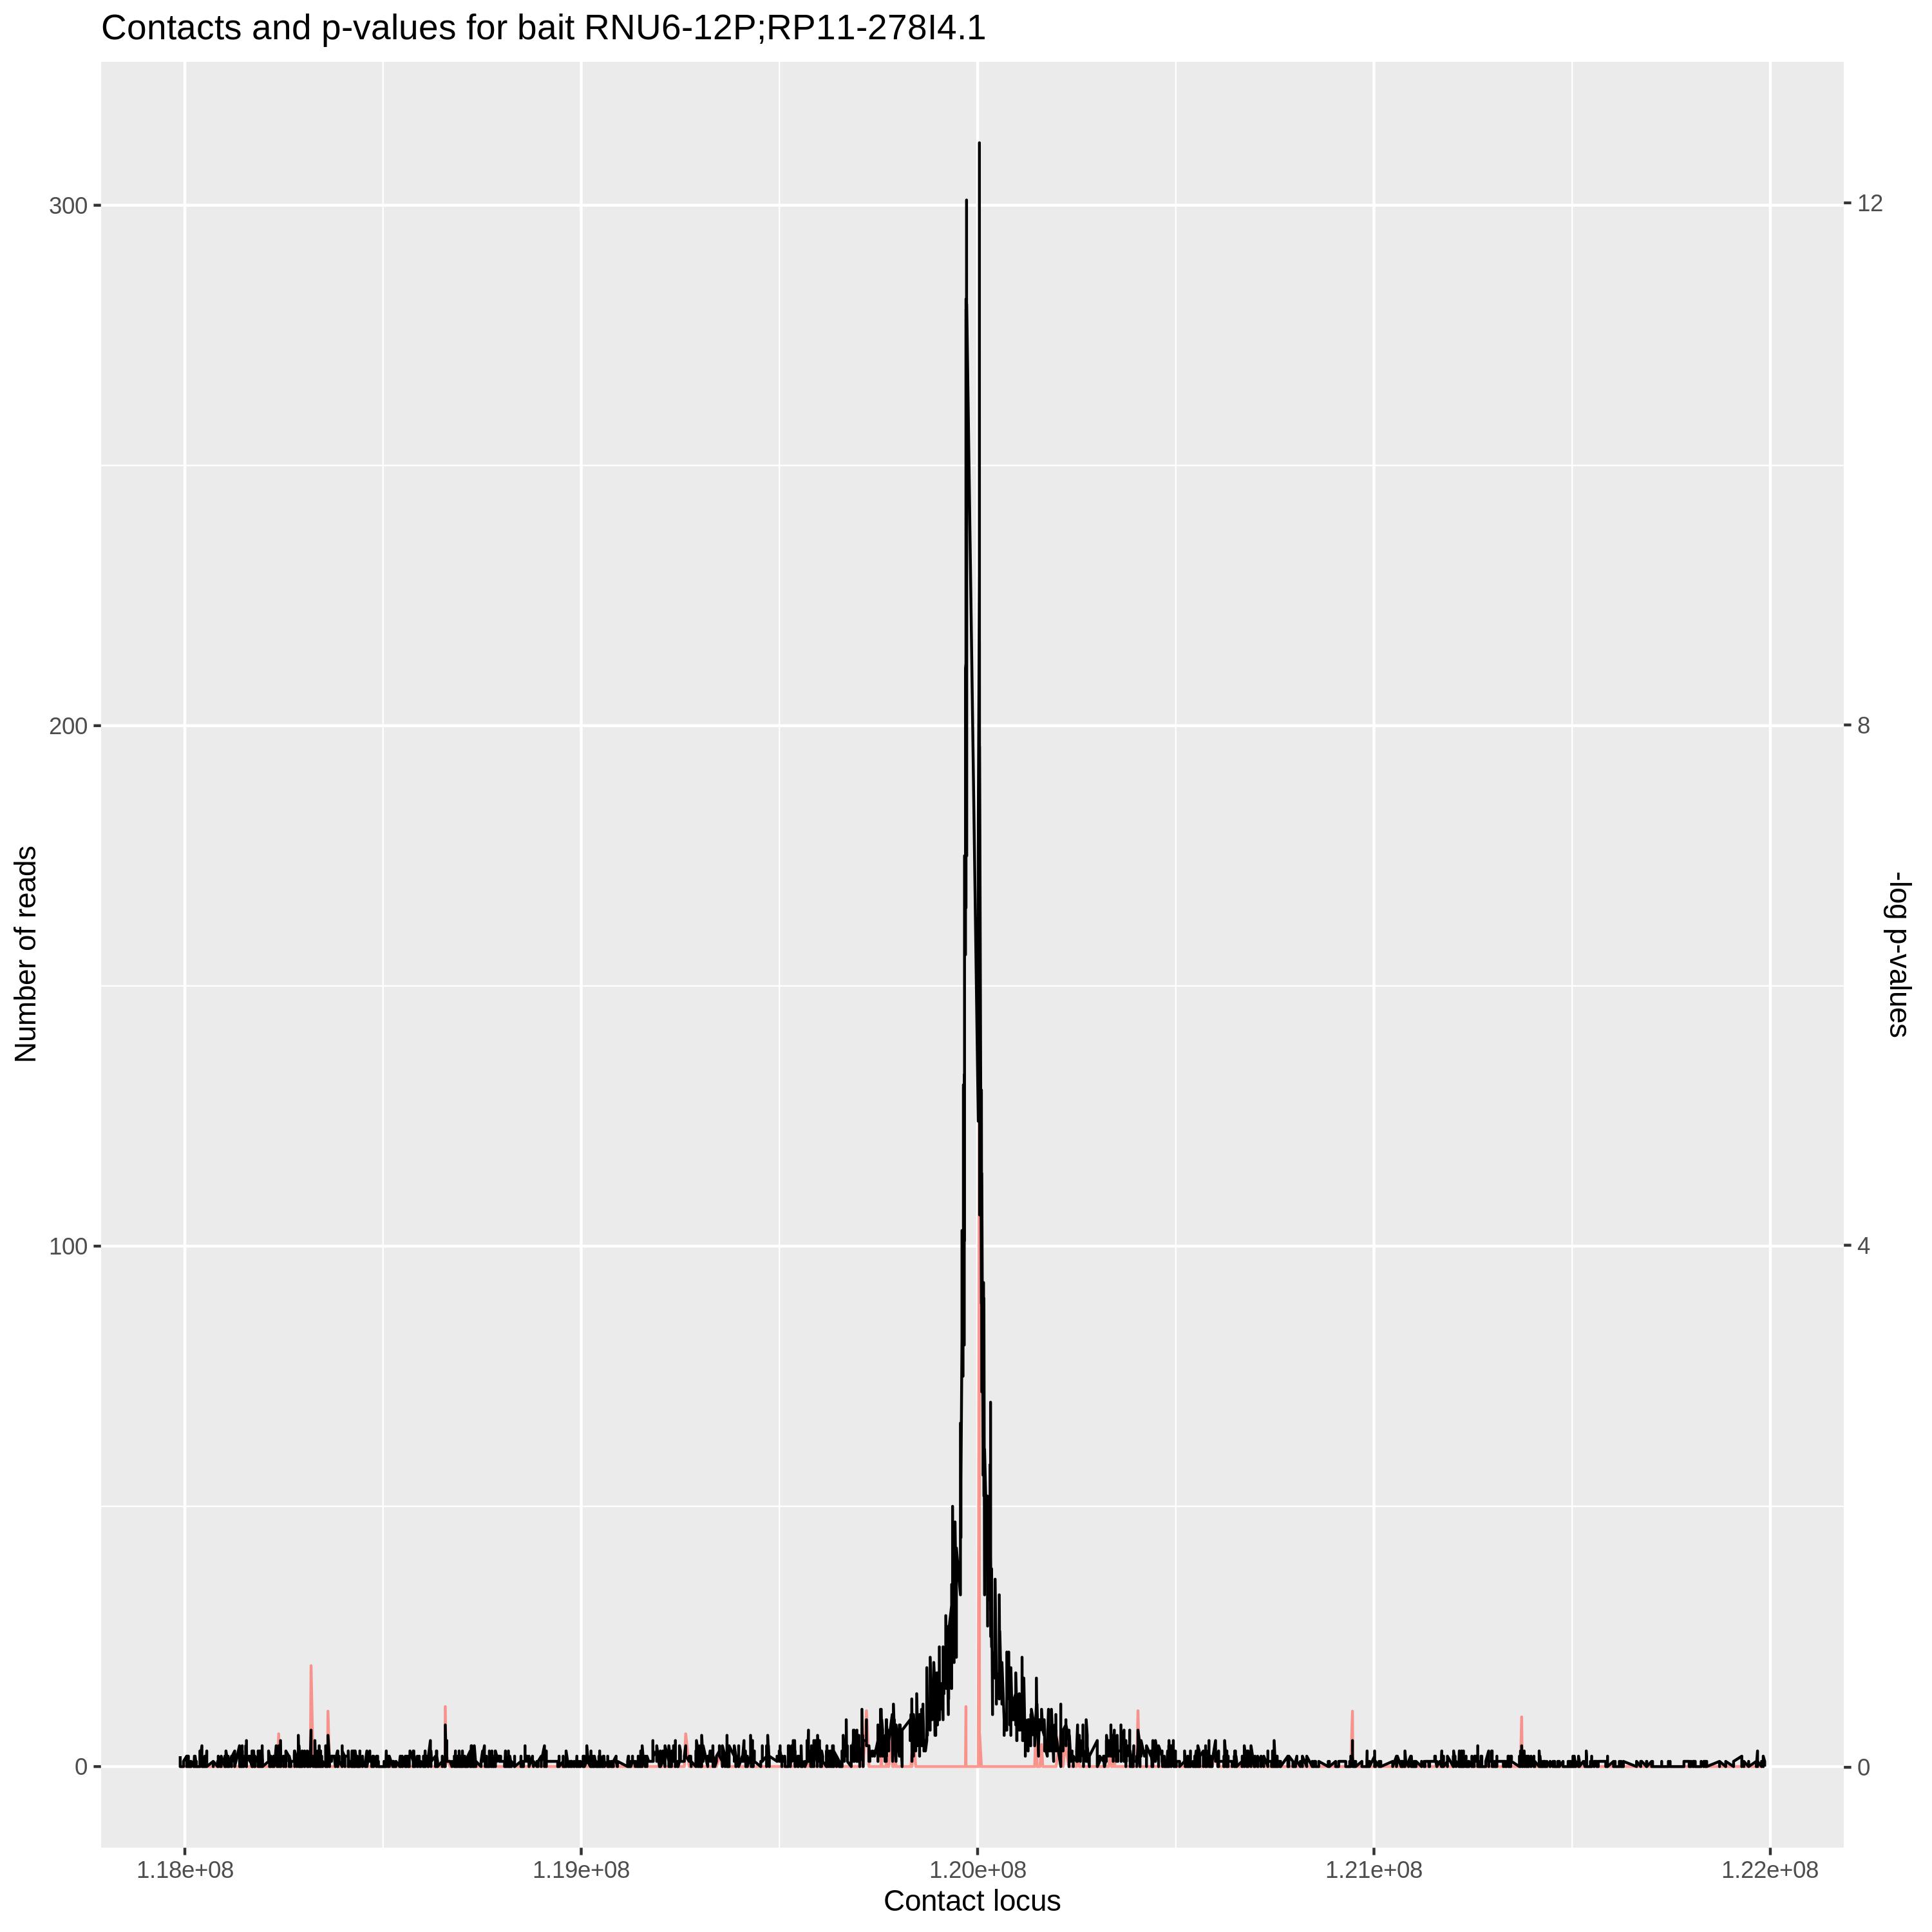 Contacts and p-values for bait RNU6-12P;RP11-278I4.1
Number of reads
300
200
100
0
12
8
4
0
-log p-values
1.18e+08
1.19e+08
1.20e+08
1.21e+08
1.22e+08
Contact locus